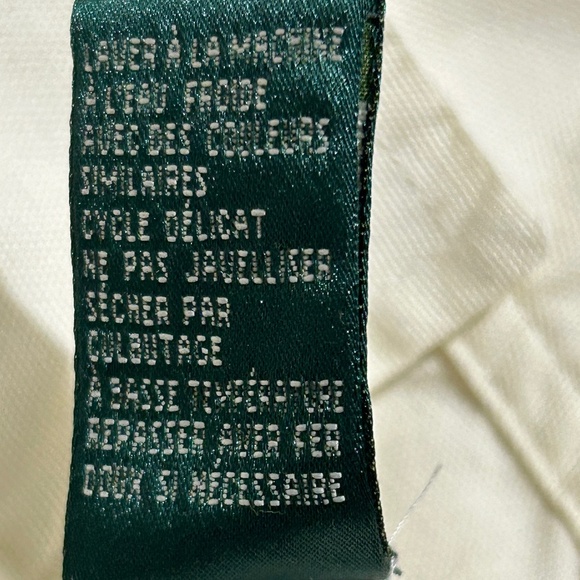 LAVER À LA MACHINE
À L'EAU FROIDE
AVEC DES COULEURS
SIMILAIRES
CYCLE DÉLICAT
NE PAS JAVELLISER
SÉCHER PAR
CULBUTAGE
À BASSE TEMPÉRATURE
REPASSER AVEC FER
DOUX SI NÉCESSAIRE